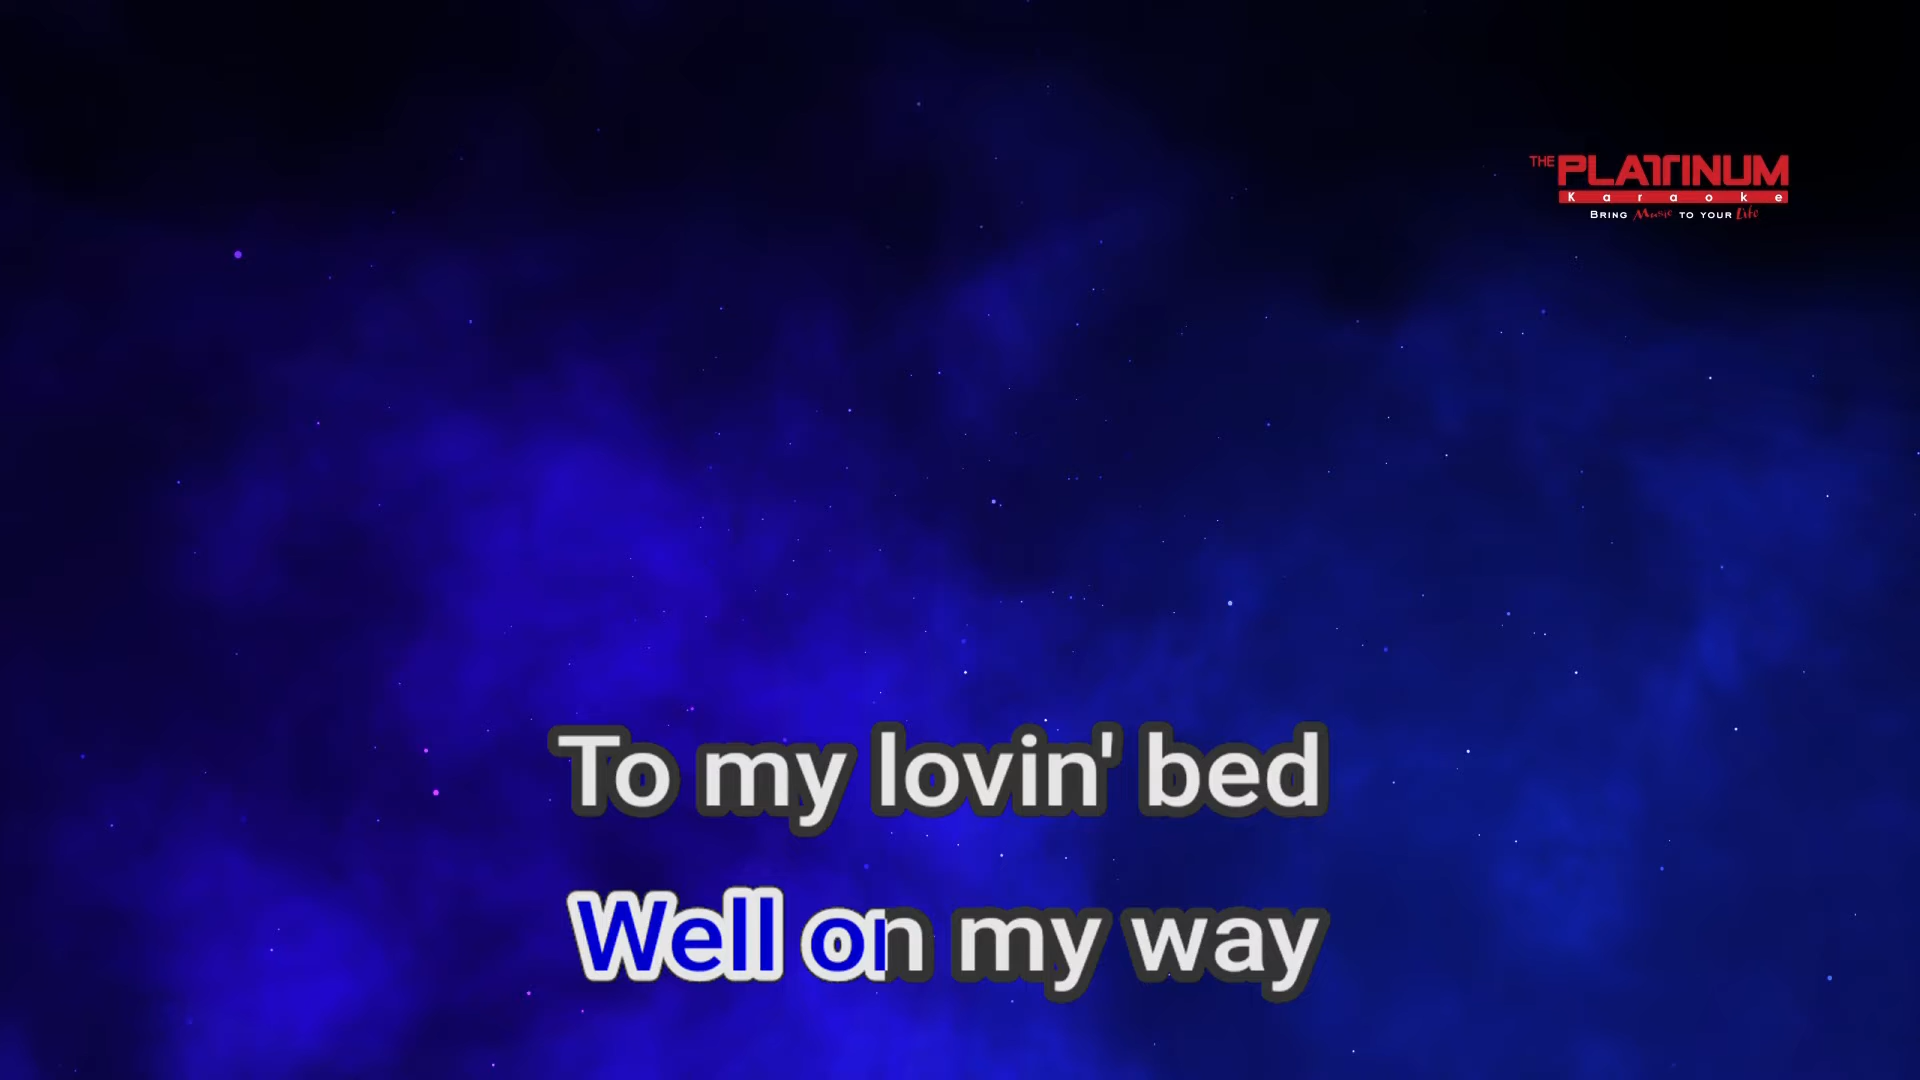 THE PLATINUM
Karaoke
BRING Music TO YOUR Life
To my lovin' bed
Well on my way